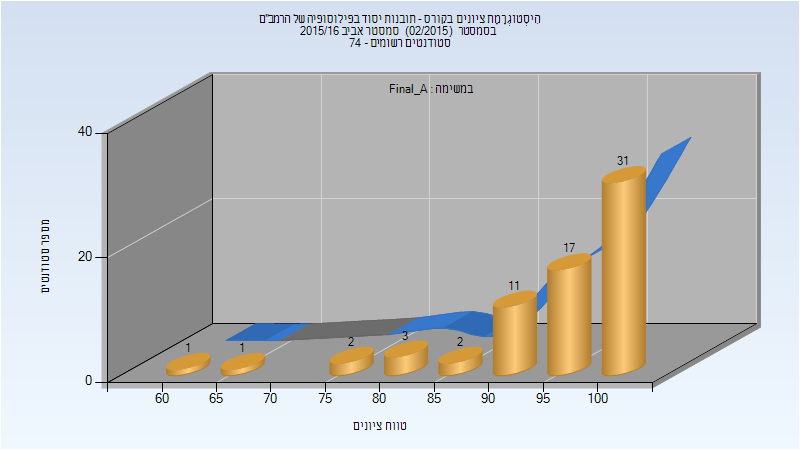 היסטוגרמת ציונים בקורס - תובנות יסוד בפילוסופיה של הרמב"ם
בסמסטר (02/2015) סמסטר אביב 2015/16
סטודנטים רשומים - 74
במשימה : Final_A
40
20
0
מספר סטודנטים
1 1 2 3 2 11 17 31
60 65 70 75 80 85 90 95 100
טווח ציונים